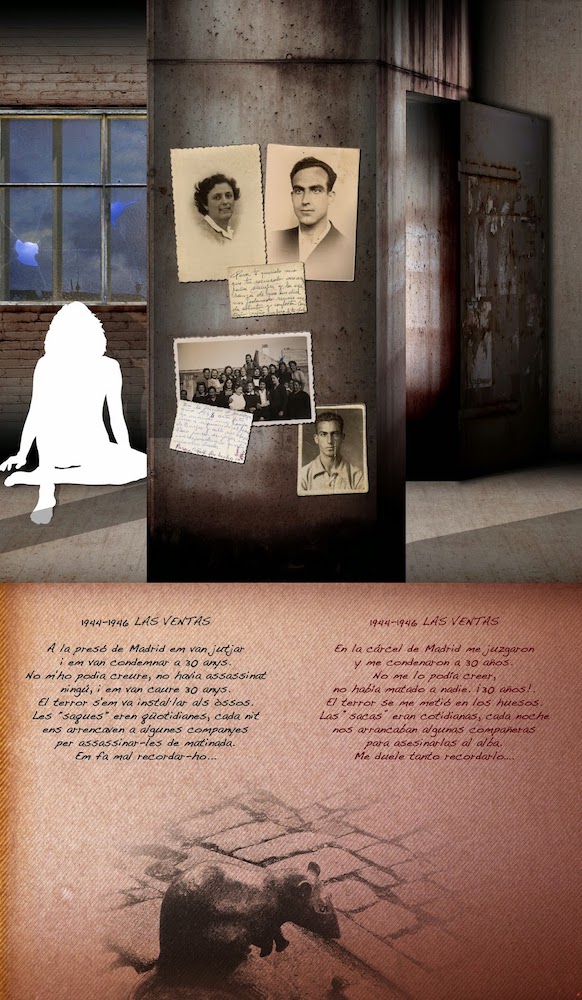 1944-1946 LAS VENTAS
A la presó de Madrid em van jutjar
i em van condemnar a 30 anys.
No m'ho podia creure, no havia assassinat
ningú, i em van caure 30 anys.
El terror s'em va instal·lar als òssos.
Les "saques" eren quotidianes, cada nit
ens arrencaven a algunes companyes
per assassinar-les de matinada.
Em fa mal recordar-ho...
1944-1946 LAS VENTAS
En la cárcel de Madrid me juzgaron
y me condenaron a 30 años.
No me lo podía creer,
no había matado a nadie. ¡30 años!.
El terror se me metió en los huesos.
Las "sacas" eran cotidianas, cada noche
nos arrancaban algunas compañeras
para asesinarlas al alba.
Me duele tanto recordarlo....